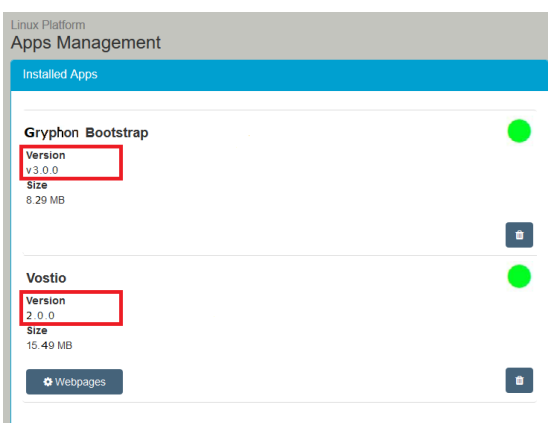 Linux Platform
Apps Management
Installed Apps
Gryphon Bootstrap
Version
v3.0.0
Size
8.29 MB
Vostio
Version
2.0.0
Size
15.49 MB
Webpages